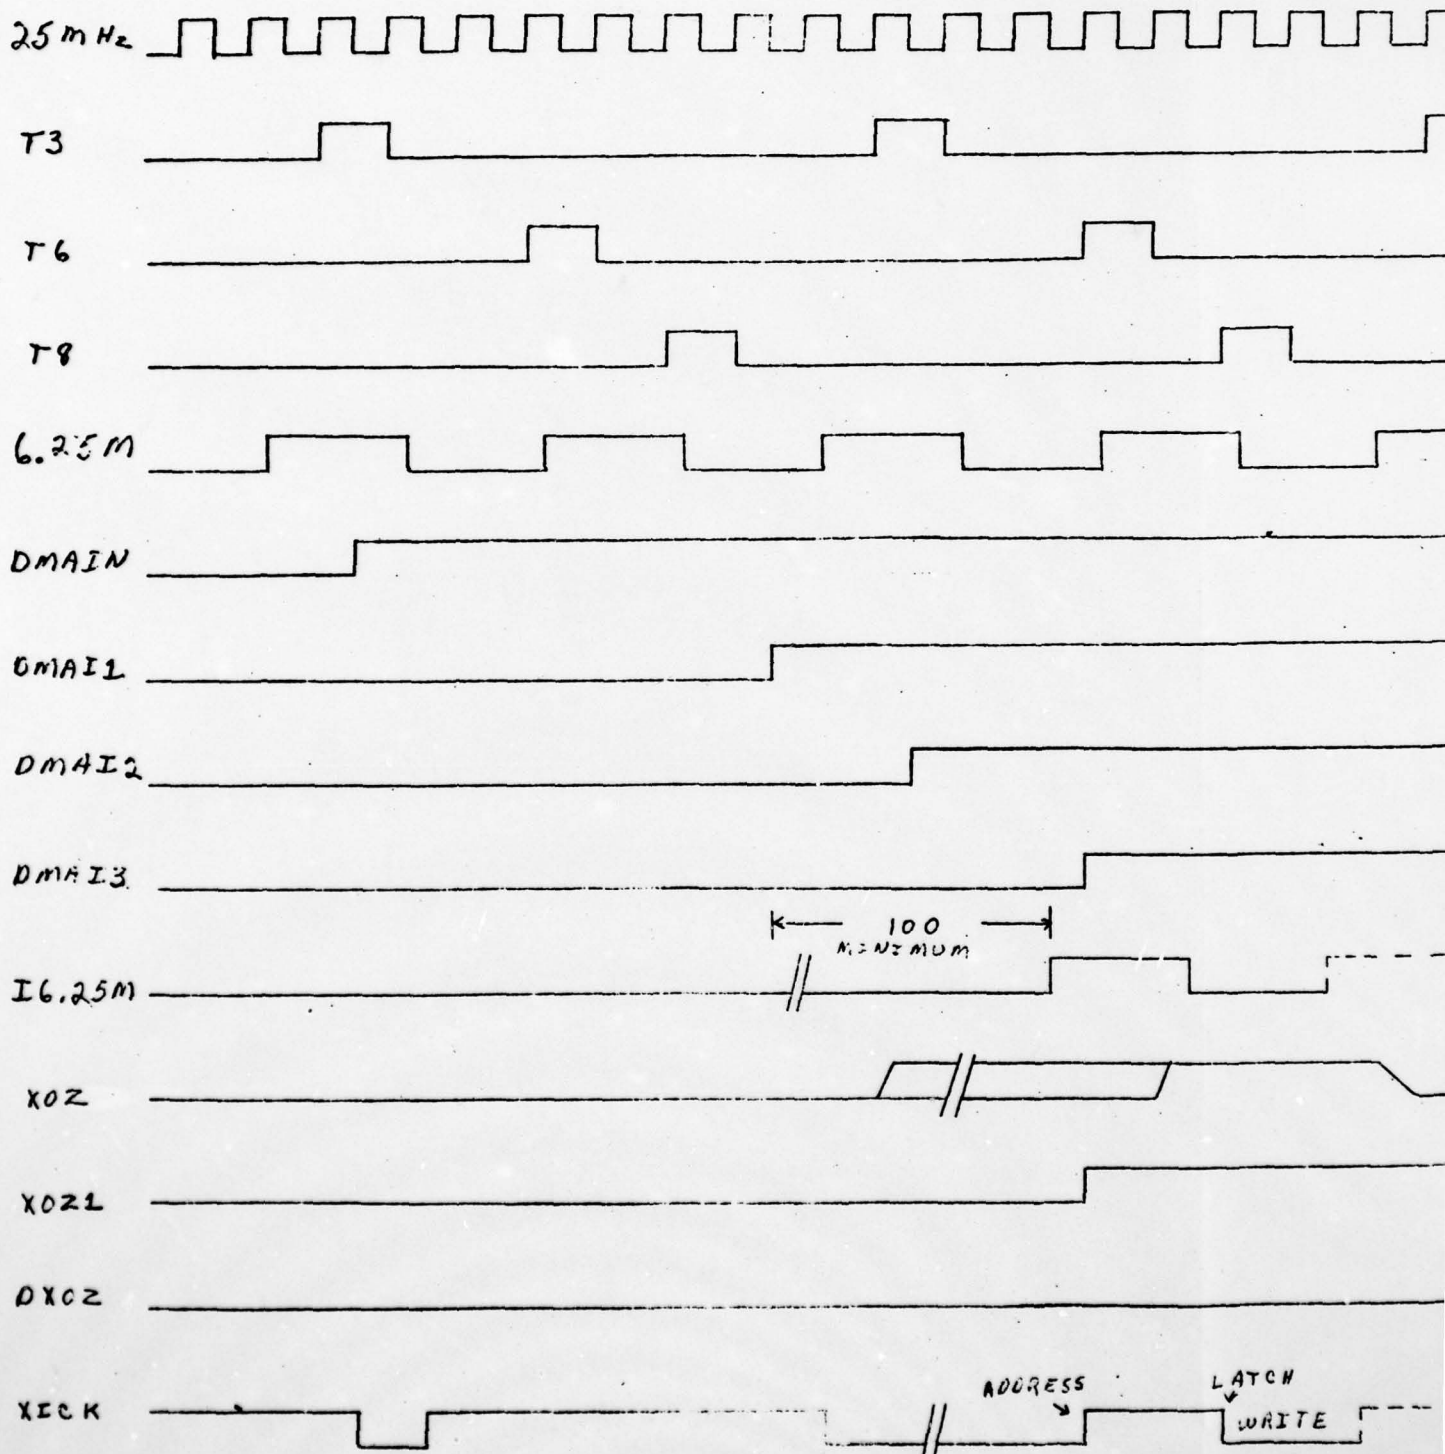 25 MHz
T3
T6
T8
6.25M
DMAIN
DMAI1
DMAI2
DMAI3
100
MINIMUM
I6.25M
XOZ
XOZ1
DXOZ
ADDRESS
LATCH
XICK
WRITE